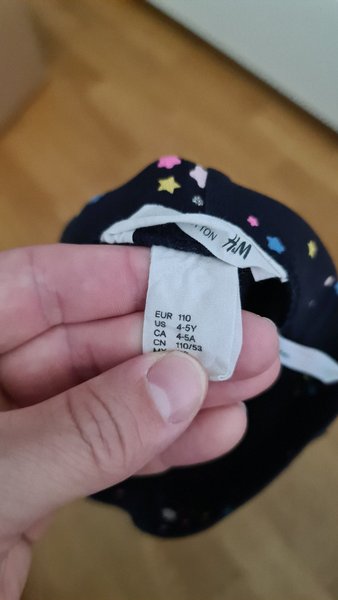 H&M
EUR 110
US 4-5Y
CA 4-5A
CN 110/53